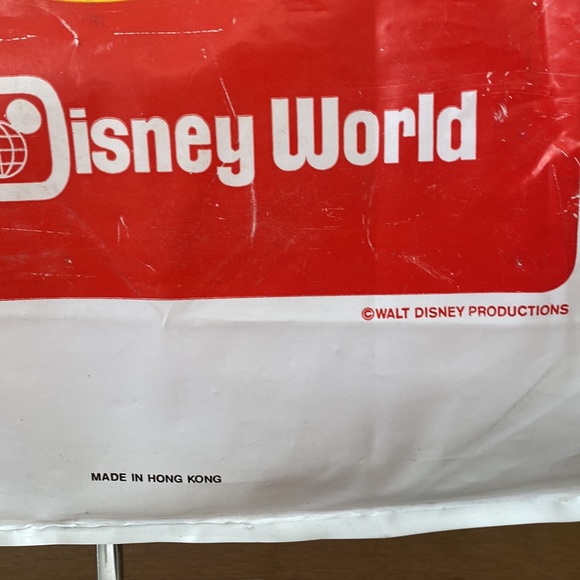 Disney World
©WALT DISNEY PRODUCTIONS
MADE IN HONG KONG